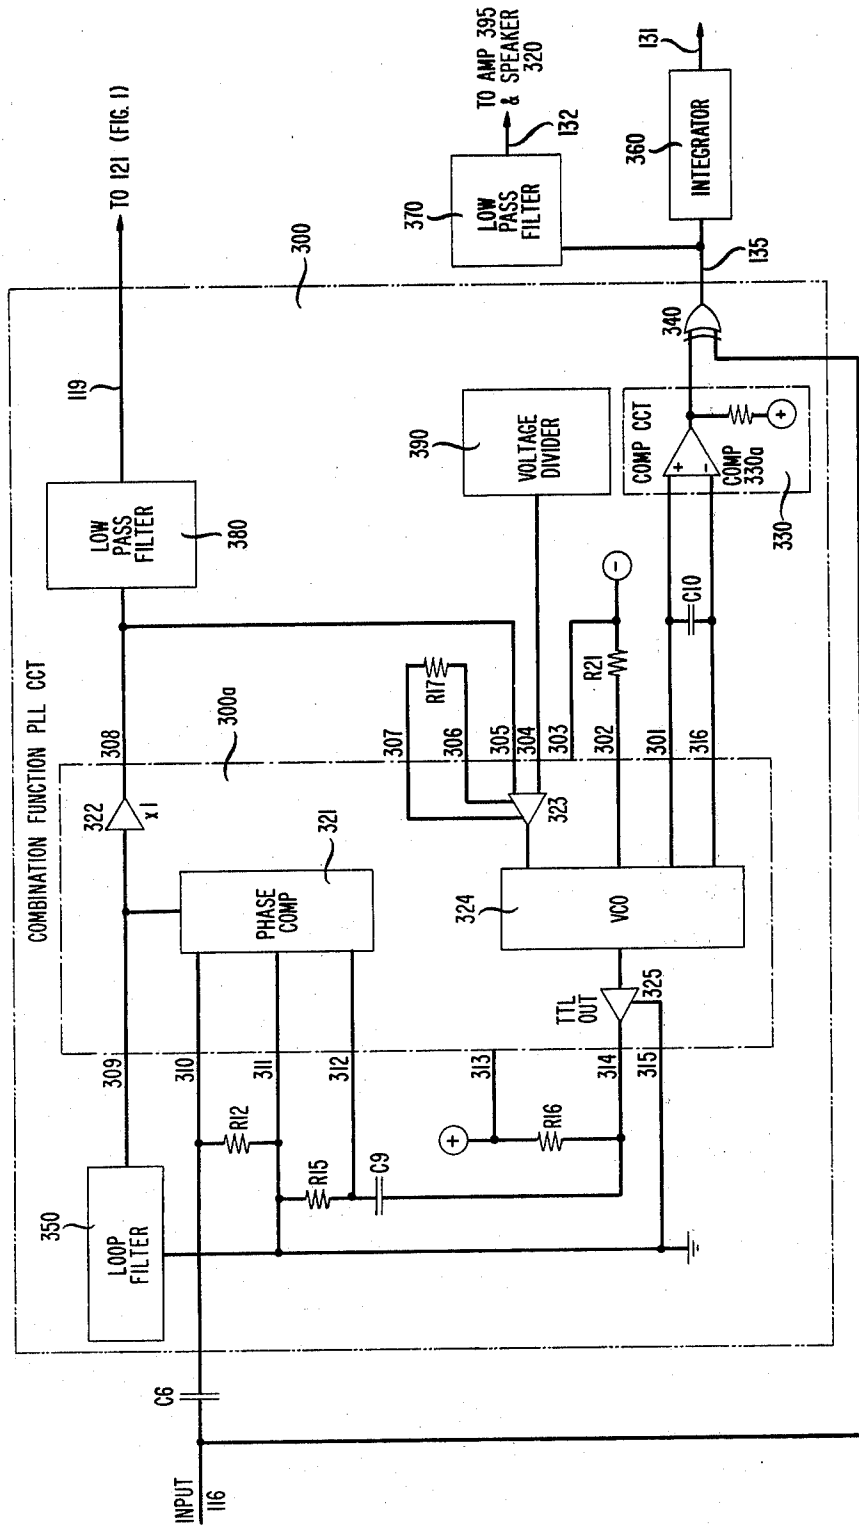 COMBINATION FUNCTION PLL CCT
INPUT
116
C6
350
LOOP
FILTER
309
310
311
312
313
314
315
R12
R15
C9
R16
+
TTL
OUT
325
322
x1
321
PHASE
COMP
324
VCO
323
300a
308
307
306
305
304
303
302
301
316
R17
R21
-
C10
LOW
PASS
FILTER
380
119
TO 121 (FIG. 1)
300
390
VOLTAGE
DIVIDER
COMP CCT
+
-
COMP
330a
+
330
340
135
370
LOW
PASS
FILTER
132
TO AMP 395
& SPEAKER
320
360
INTEGRATOR
131